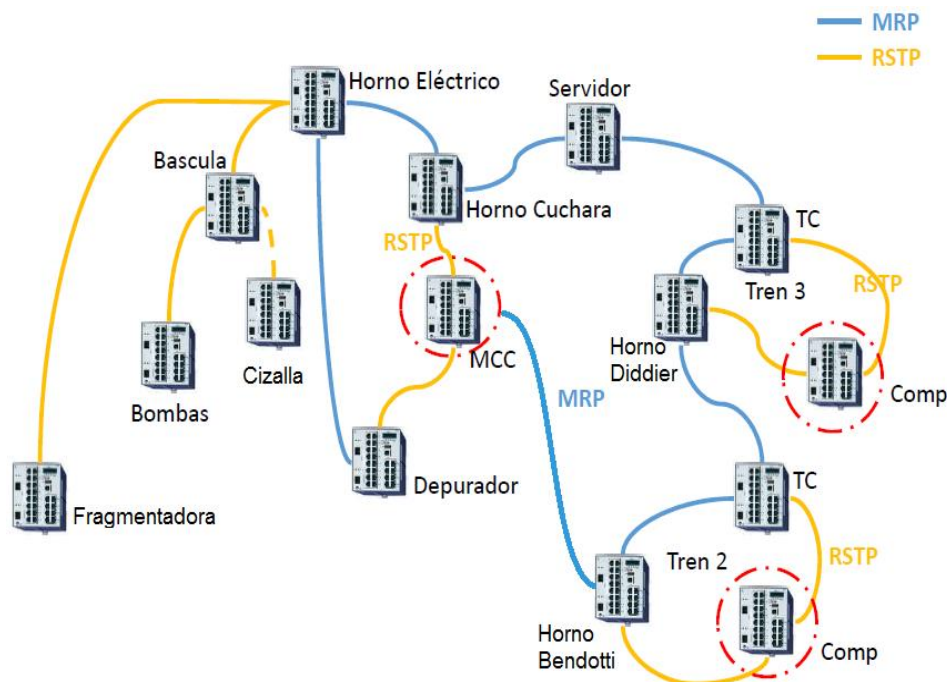 MRP
RSTP
Horno Eléctrico
Servidor
Bascula
Horno Cuchara
TC
RSTP
RSTP
Tren 3
Cizalla
MCC
Horno
Diddier
Bombas
MRP
Comp
Fragmentadora
Depurador
TC
Tren 2
RSTP
Horno
Bendotti
Comp